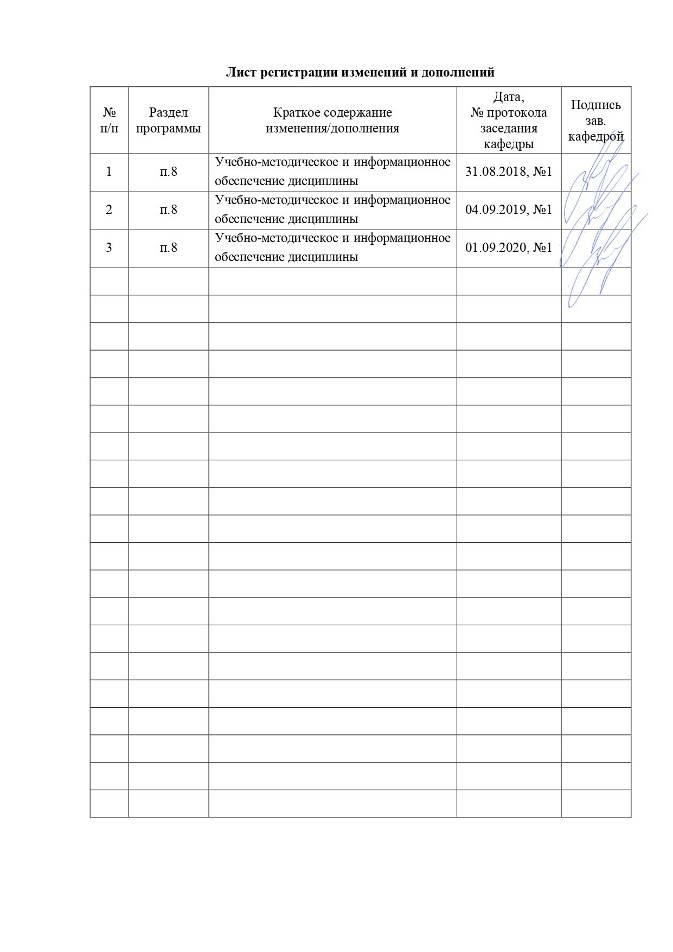 Лист регистрации изменений и дополнений
№
п/п
Раздел
программы
Краткое содержание
изменения/дополнения
Дата,
№ протокола
заседания
кафедры
Подпись
зав.
кафедрой
1
п.8
Учебно-методическое и информационное
обеспечение дисциплины
31.08.2018, №1
2
п.8
Учебно-методическое и информационное
обеспечение дисциплины
04.09.2019, №1
3
п.8
Учебно-методическое и информационное
обеспечение дисциплины
01.09.2020, №1